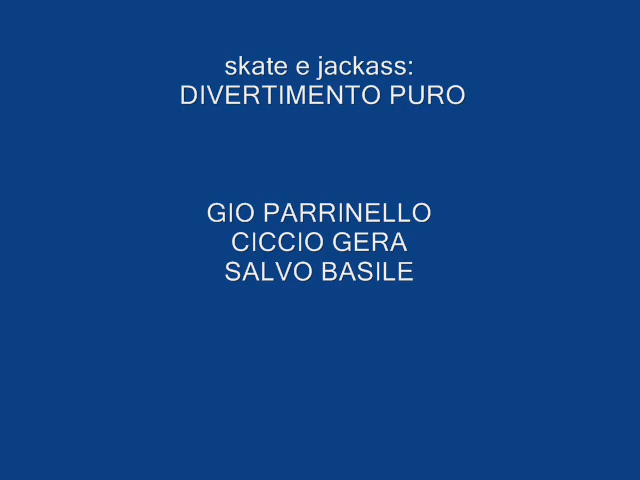 skate e jackass:
DIVERTIMENTO PURO
GIO PARRINELLO
CICCIO GERA
SALVO BASILE